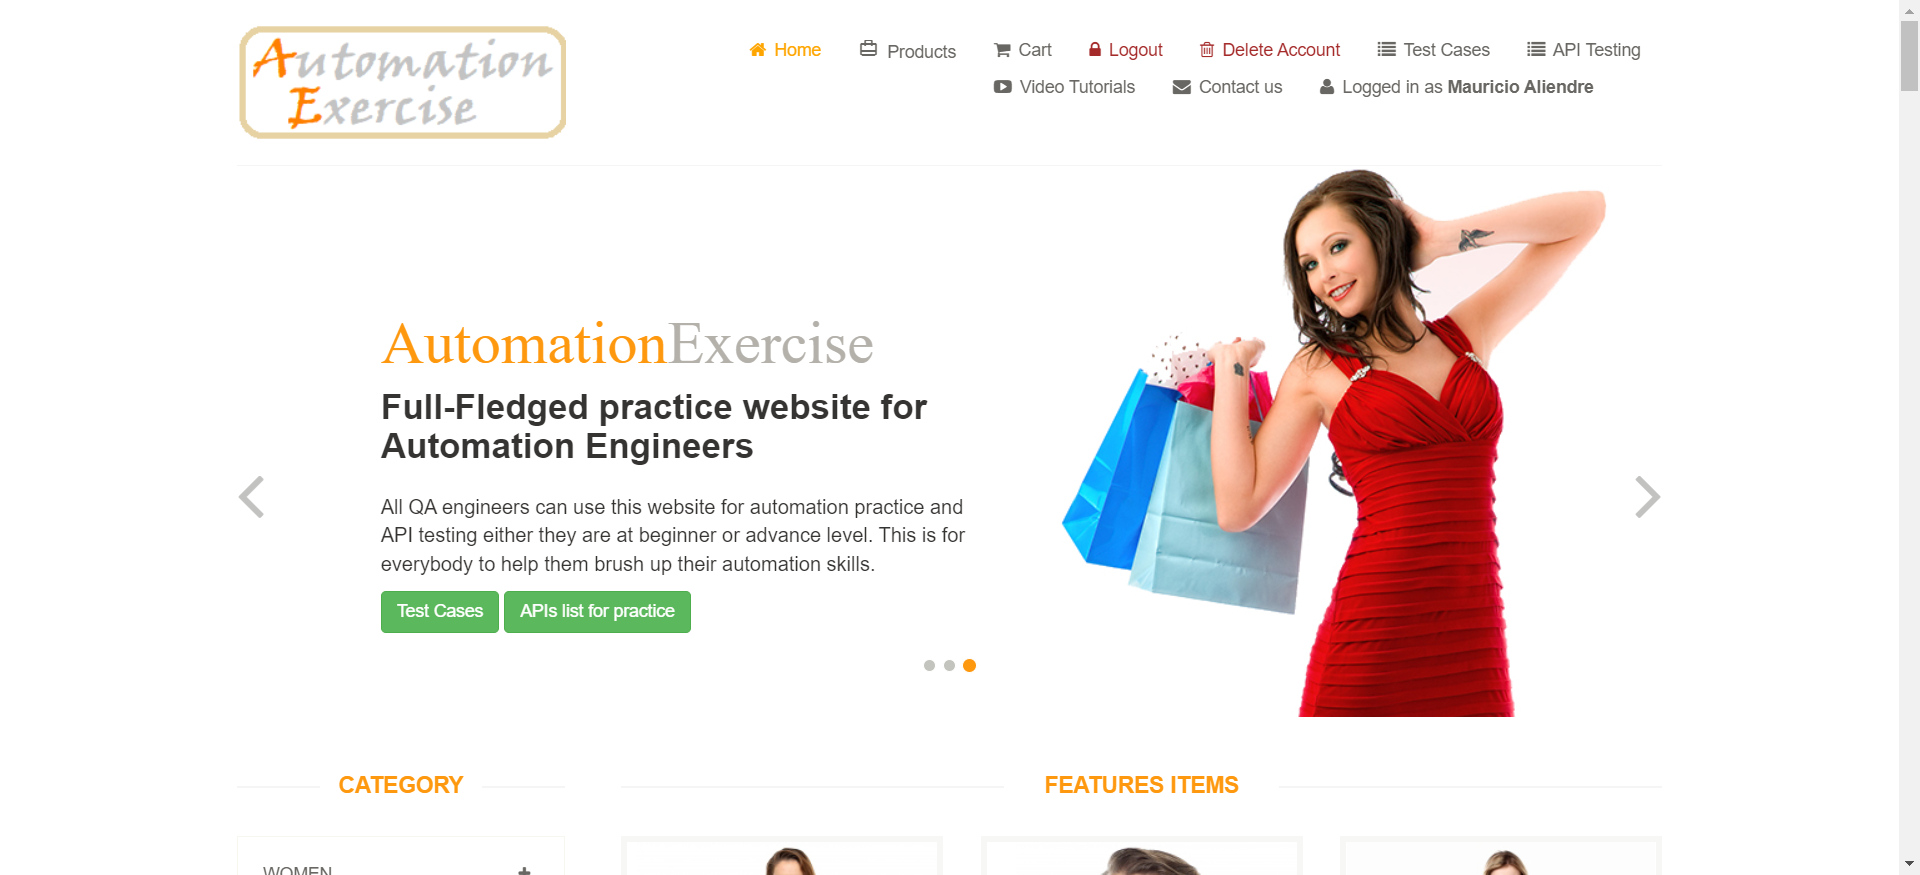 Automation
Exercise
Home Products Cart Logout Delete Account Test Cases API Testing
Video Tutorials Contact us Logged in as Mauricio Aliendre
AutomationExercise
Full-Fledged practice website for
Automation Engineers
All QA engineers can use this website for automation practice and
API testing either they are at beginner or advance level. This is for
everybody to help them brush up their automation skills.
Test Cases APIs list for practice
CATEGORY
FEATURES ITEMS
WOMEN